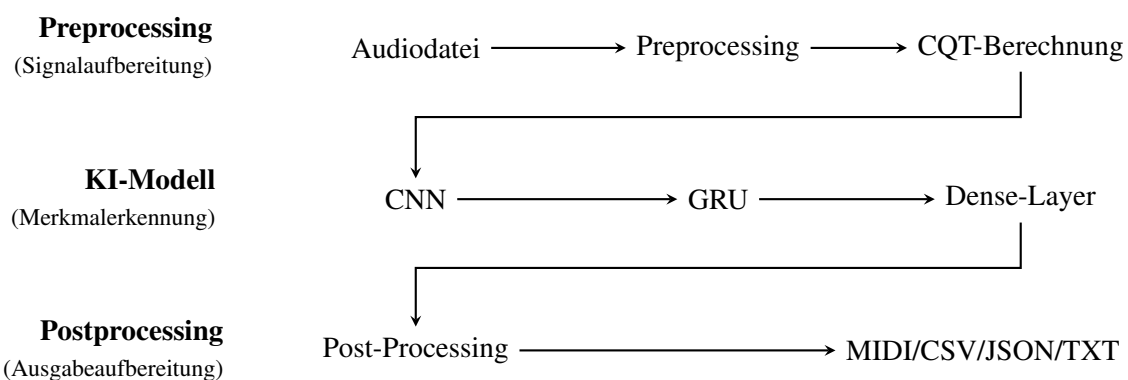 Preprocessing
(Signalaufbereitung)
Audiodatei
Preprocessing
CQT-Berechnung
KI-Modell
(Merkmalerkennung)
CNN
GRU
Dense-Layer
Postprocessing
(Ausgabeaufbereitung)
Post-Processing
MIDI/CSV/JSON/TXT